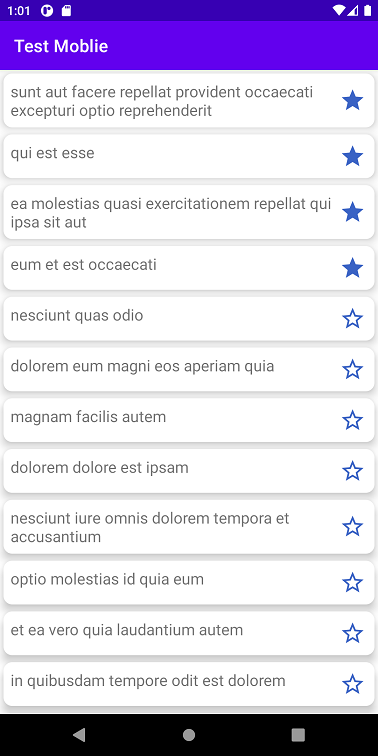 1:01
Test Moblie
sunt aut facere repellat provident occaecati
excepturi optio reprehenderit
qui est esse
ea molestias quasi exercitationem repellat qui
ipsa sit aut
eum et est occaecati
nesciunt quas odio
dolorem eum magni eos aperiam quia
magnam facilis autem
dolorem dolore est ipsam
nesciunt iure omnis dolorem tempora et
accusantium
optio molestias id quia eum
et ea vero quia laudantium autem
in quibusdam tempore odit est dolorem